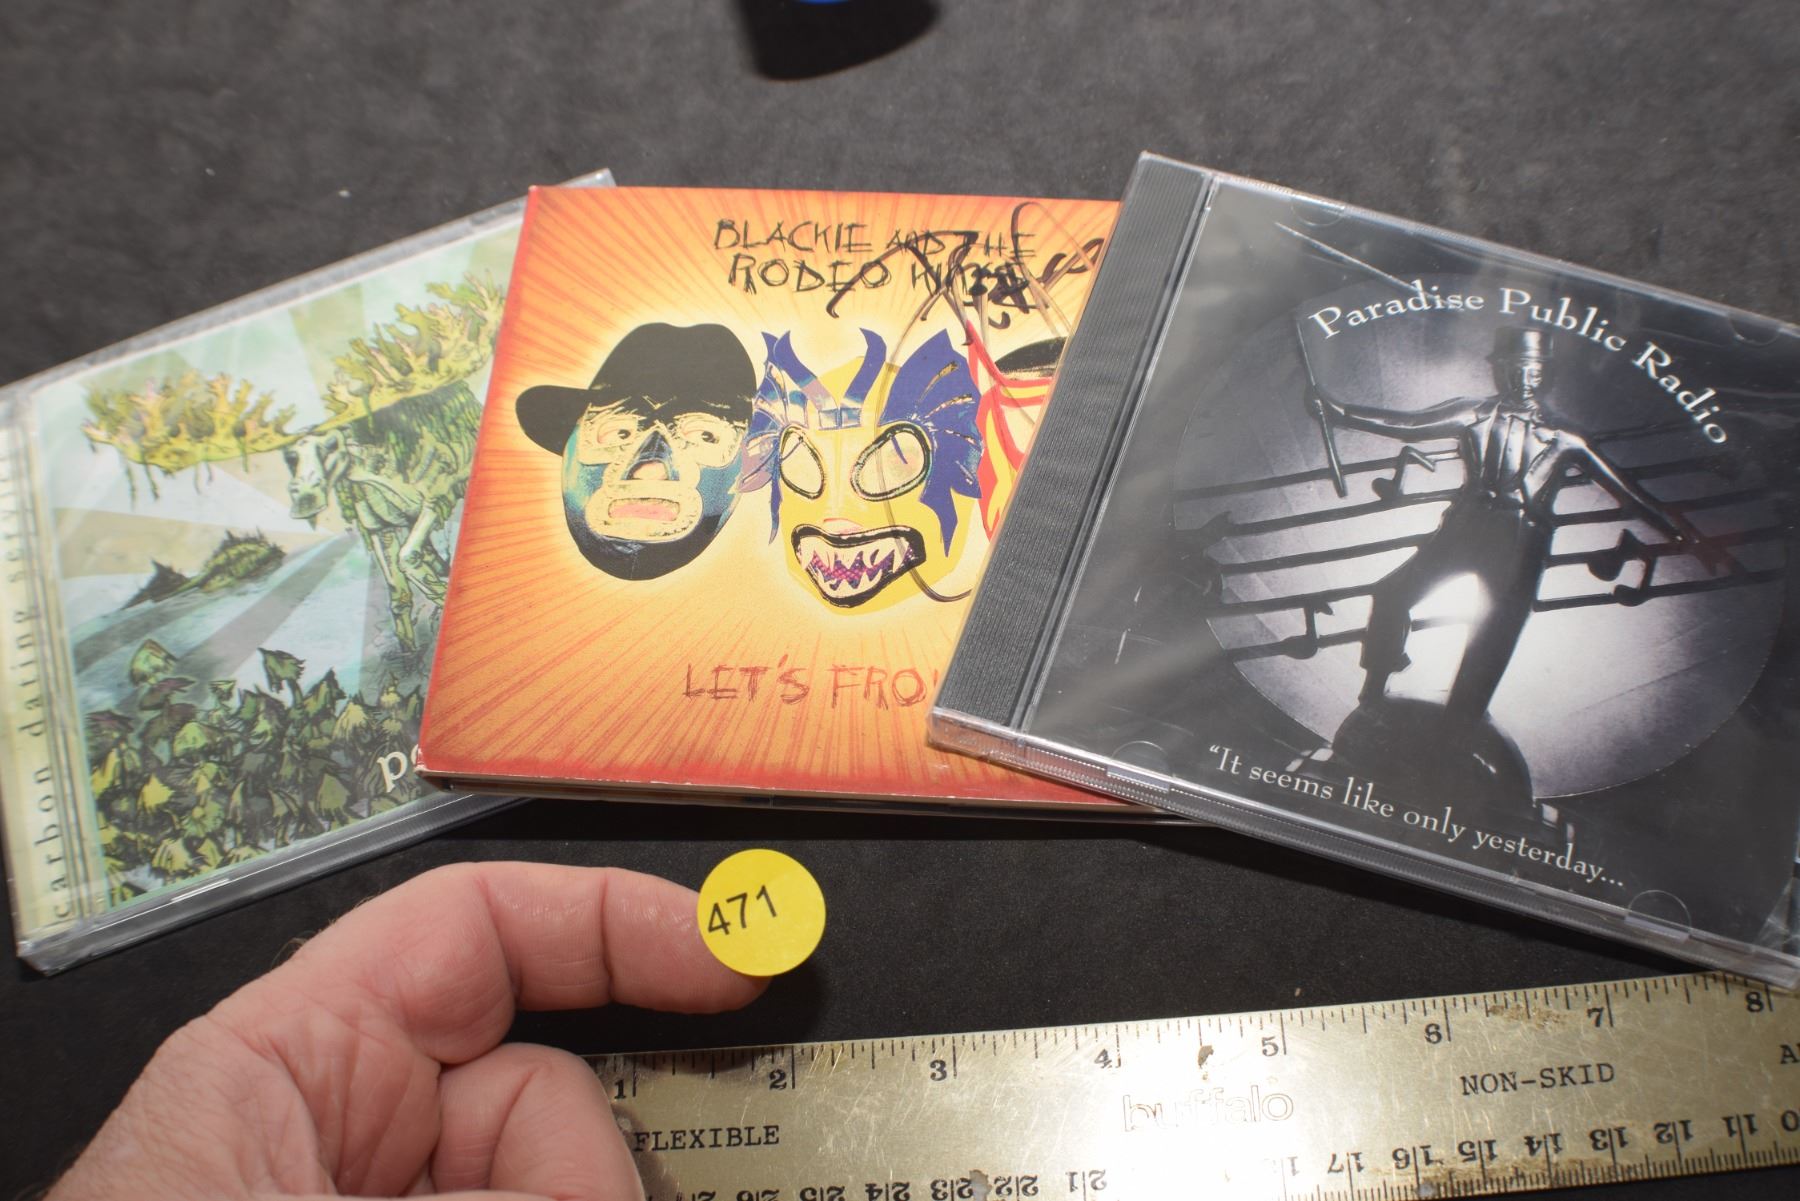 carbon dating service
BLACKIE AND THE
RODEO KINGS
LET'S FRO
Paradise Public Radio
"It seems like only yesterday...
471
1 2 3 4 5 6 7 8
FLEXIBLE
buffalo
NON-SKID